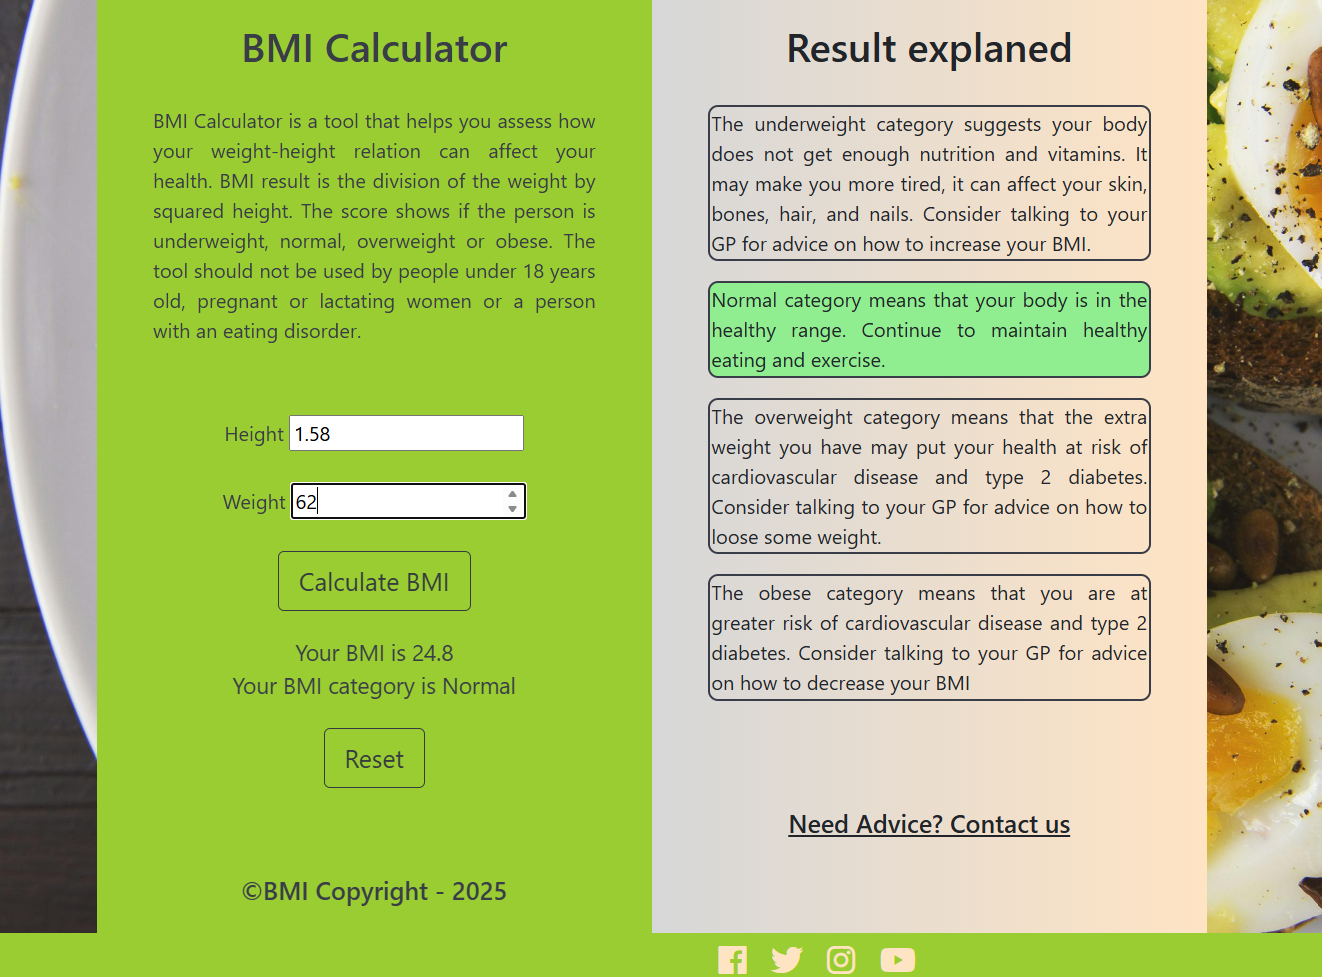 BMI Calculator
BMI Calculator is a tool that helps you assess how
your weight-height relation can affect your
health. BMI result is the division of the weight by
squared height. The score shows if the person is
underweight, normal, overweight or obese. The
tool should not be used by people under 18 years
old, pregnant or lactating women or a person
with an eating disorder.
Height 1.58
Weight 62
Calculate BMI
Your BMI is 24.8
Your BMI category is Normal
Reset
©BMI Copyright - 2025
Result explaned
The underweight category suggests your body
does not get enough nutrition and vitamins. It
may make you more tired, it can affect your skin,
bones, hair, and nails. Consider talking to your
GP for advice on how to increase your BMI.
Normal category means that your body is in the
healthy range. Continue to maintain healthy
eating and exercise.
The overweight category means that the extra
weight you have may put your health at risk of
cardiovascular disease and type 2 diabetes.
Consider talking to your GP for advice on how to
loose some weight.
The obese category means that you are at
greater risk of cardiovascular disease and type 2
diabetes. Consider talking to your GP for advice
on how to decrease your BMI
Need Advice? Contact us